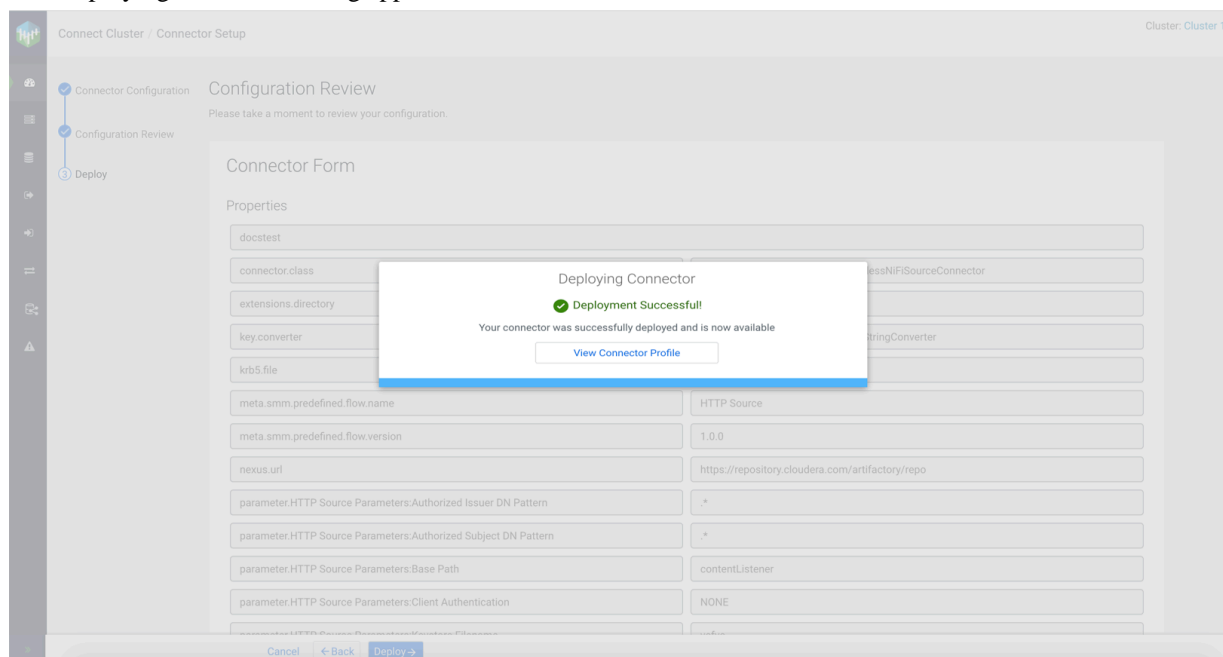 Connect Cluster / Connector Setup
Cluster: Cluster 1
Connector Configuration
Configuration Review
3 Deploy
Configuration Review
Please take a moment to review your configuration.
Connector Form
Properties
docstest
connector.class essNiFiSourceConnector
extensions.directory
key.converter StringConverter
krb5.file
meta.smm.predefined.flow.name HTTP Source
meta.smm.predefined.flow.version 1.0.0
nexus.url https://repository.cloudera.com/artifactory/repo
parameter.HTTP Source Parameters:Authorized Issuer DN Pattern .*
parameter.HTTP Source Parameters:Authorized Subject DN Pattern .*
parameter.HTTP Source Parameters:Base Path contentListener
parameter.HTTP Source Parameters:Client Authentication NONE
Deploying Connector
Deployment Successful!
Your connector was successfully deployed and is now available
View Connector Profile
Cancel ←Back Deploy→